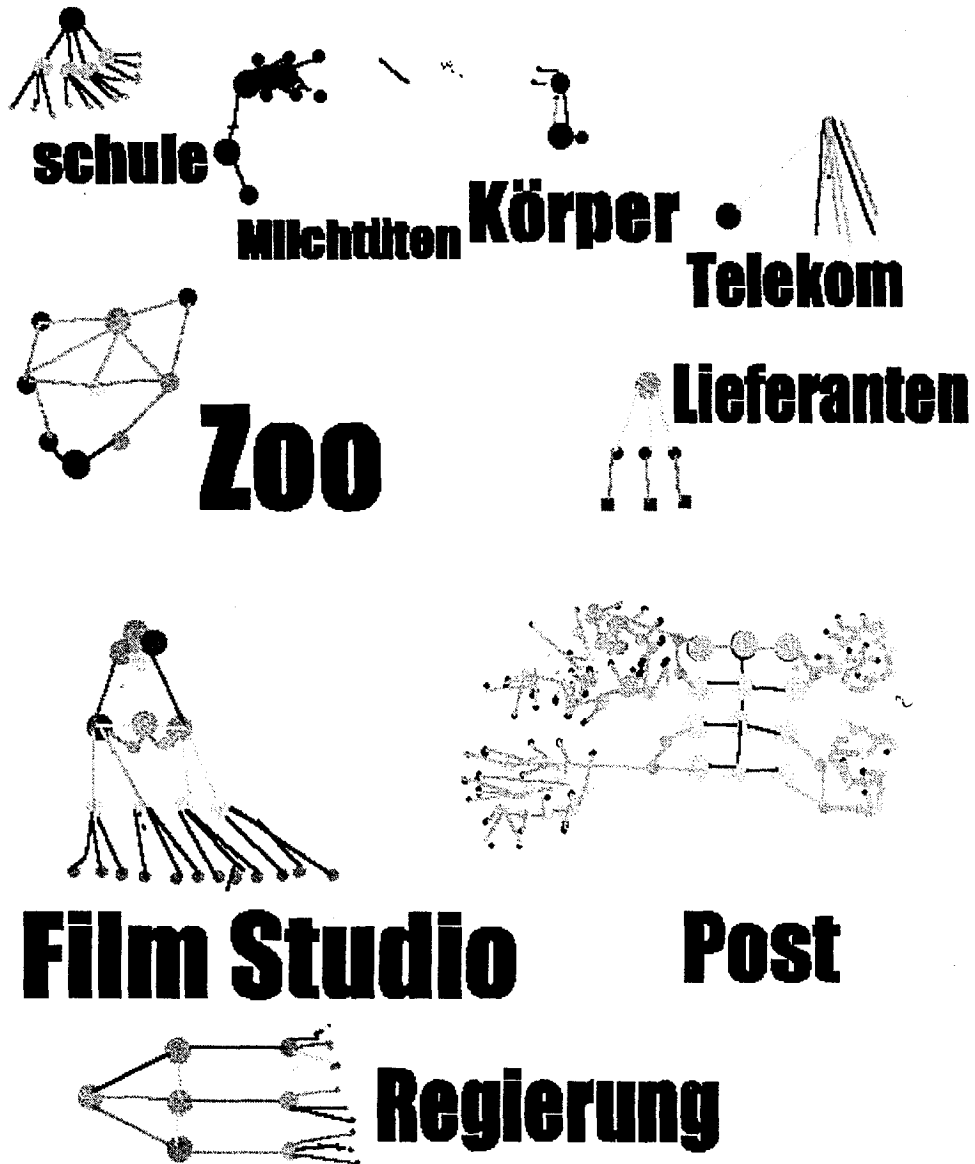 schule
Milchtüten
Körper
Telekom
Lieferanten
Zoo
Film Studio
Post
Regierung